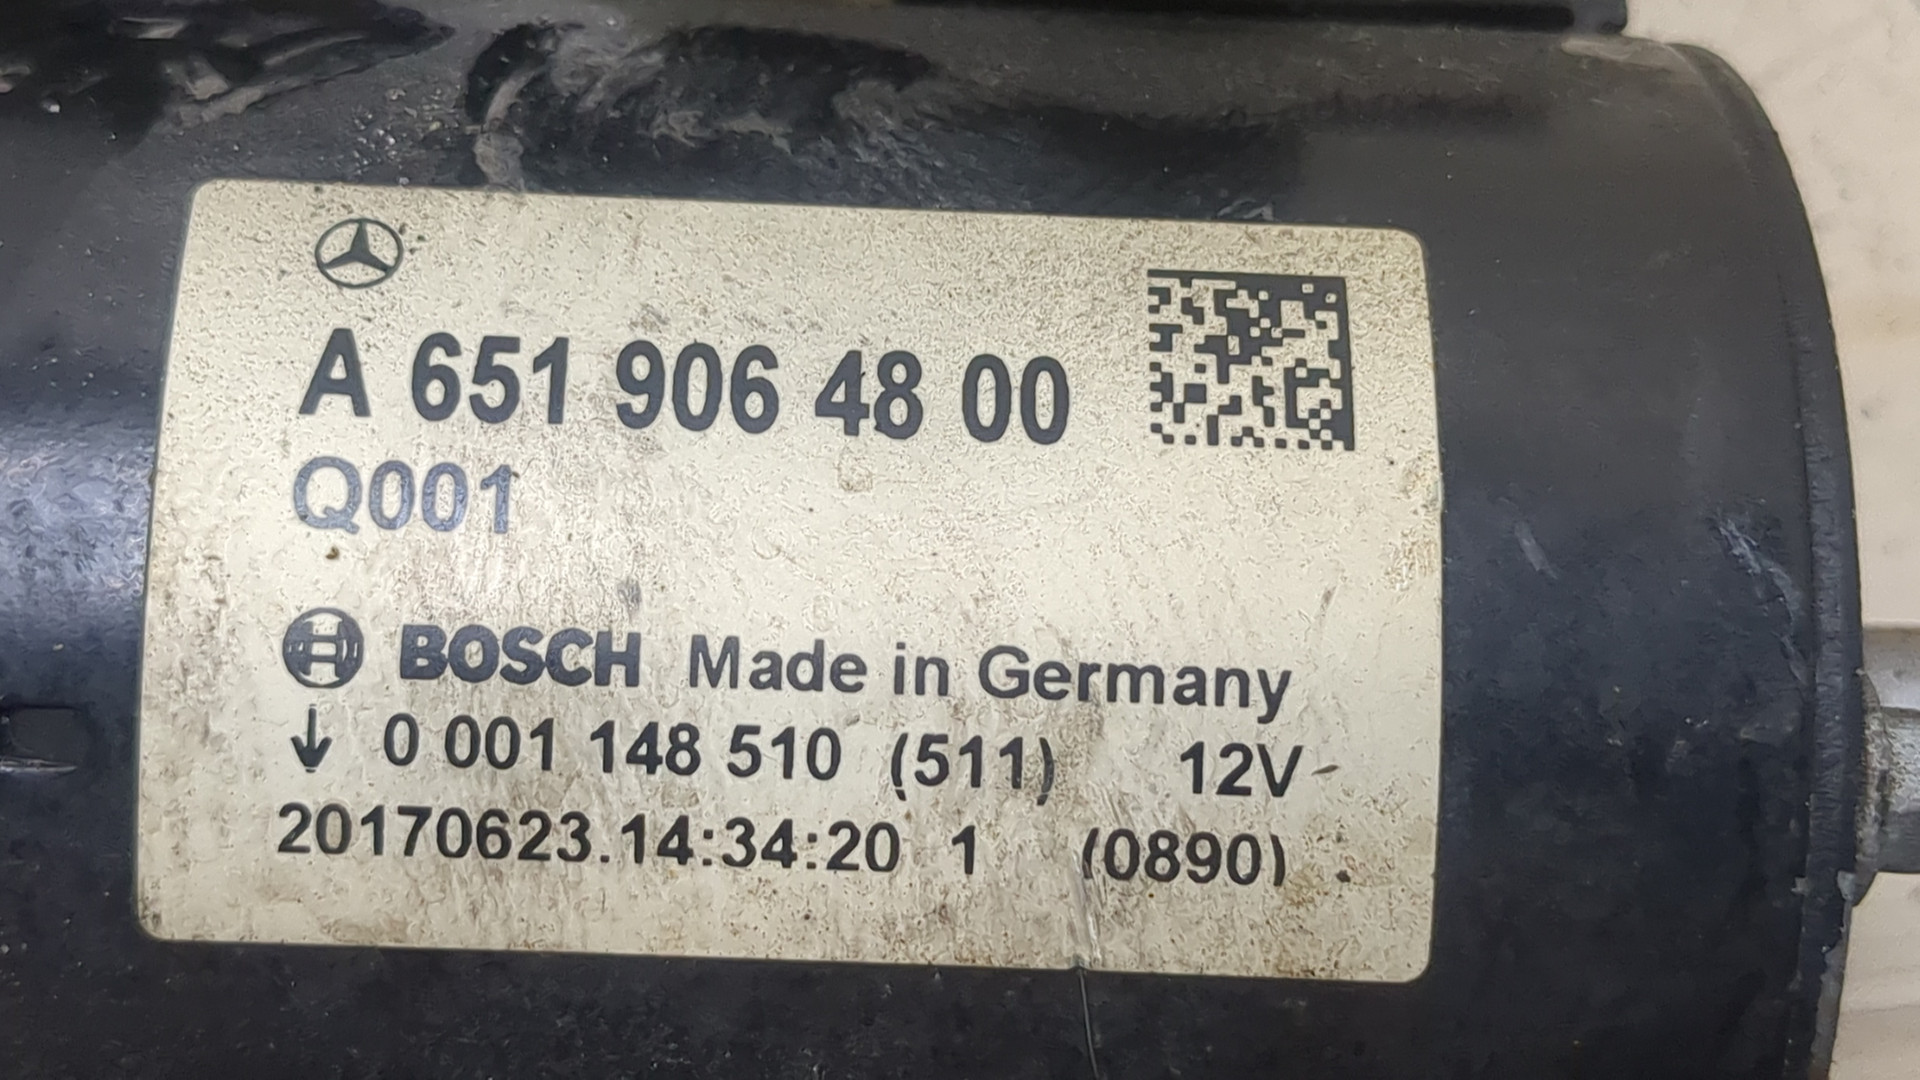 A 651 906 48 00
Q001
BOSCH Made in Germany
↓ 0 001 148 510 (511) 12V
20170623.14:34:20 1 (0890)